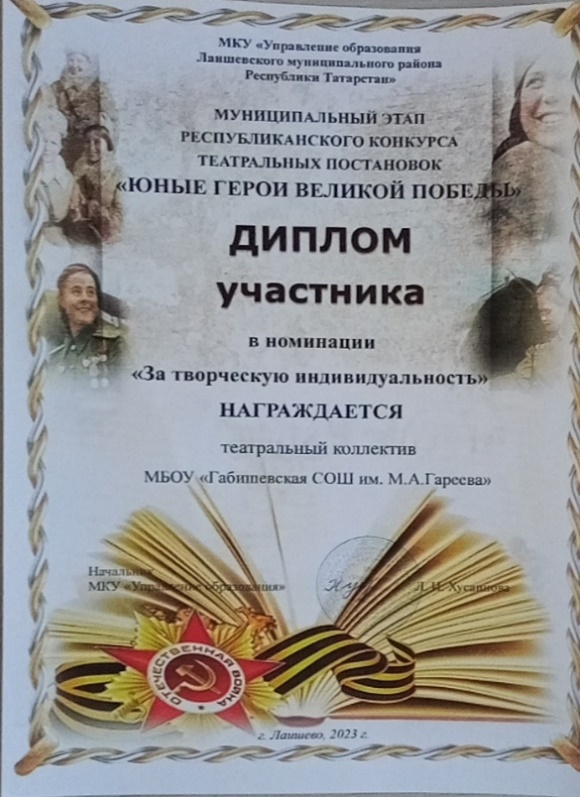 МКУ «Управление образования
Лаишевского муниципального района
Республики Татарстан»
МУНИЦИПАЛЬНЫЙ ЭТАП
РЕСПУБЛИКАНСКОГО КОНКУРСА
ТЕАТРАЛЬНЫХ ПОСТАНОВОК
«ЮНЫЕ ГЕРОИ ВЕЛИКОЙ ПОБЕДЫ»
ДИПЛОМ
участника
в номинации
«За творческую индивидуальность»
НАГРАЖДАЕТСЯ
театральный коллектив
МБОУ «Габишевская СОШ им. М.А.Гареева»
Начальник
МКУ «Управление образования»
Хусаинова
ОТЕЧЕСТВЕННАЯ ВОЙНА
г. Лаишево, 2023 г.